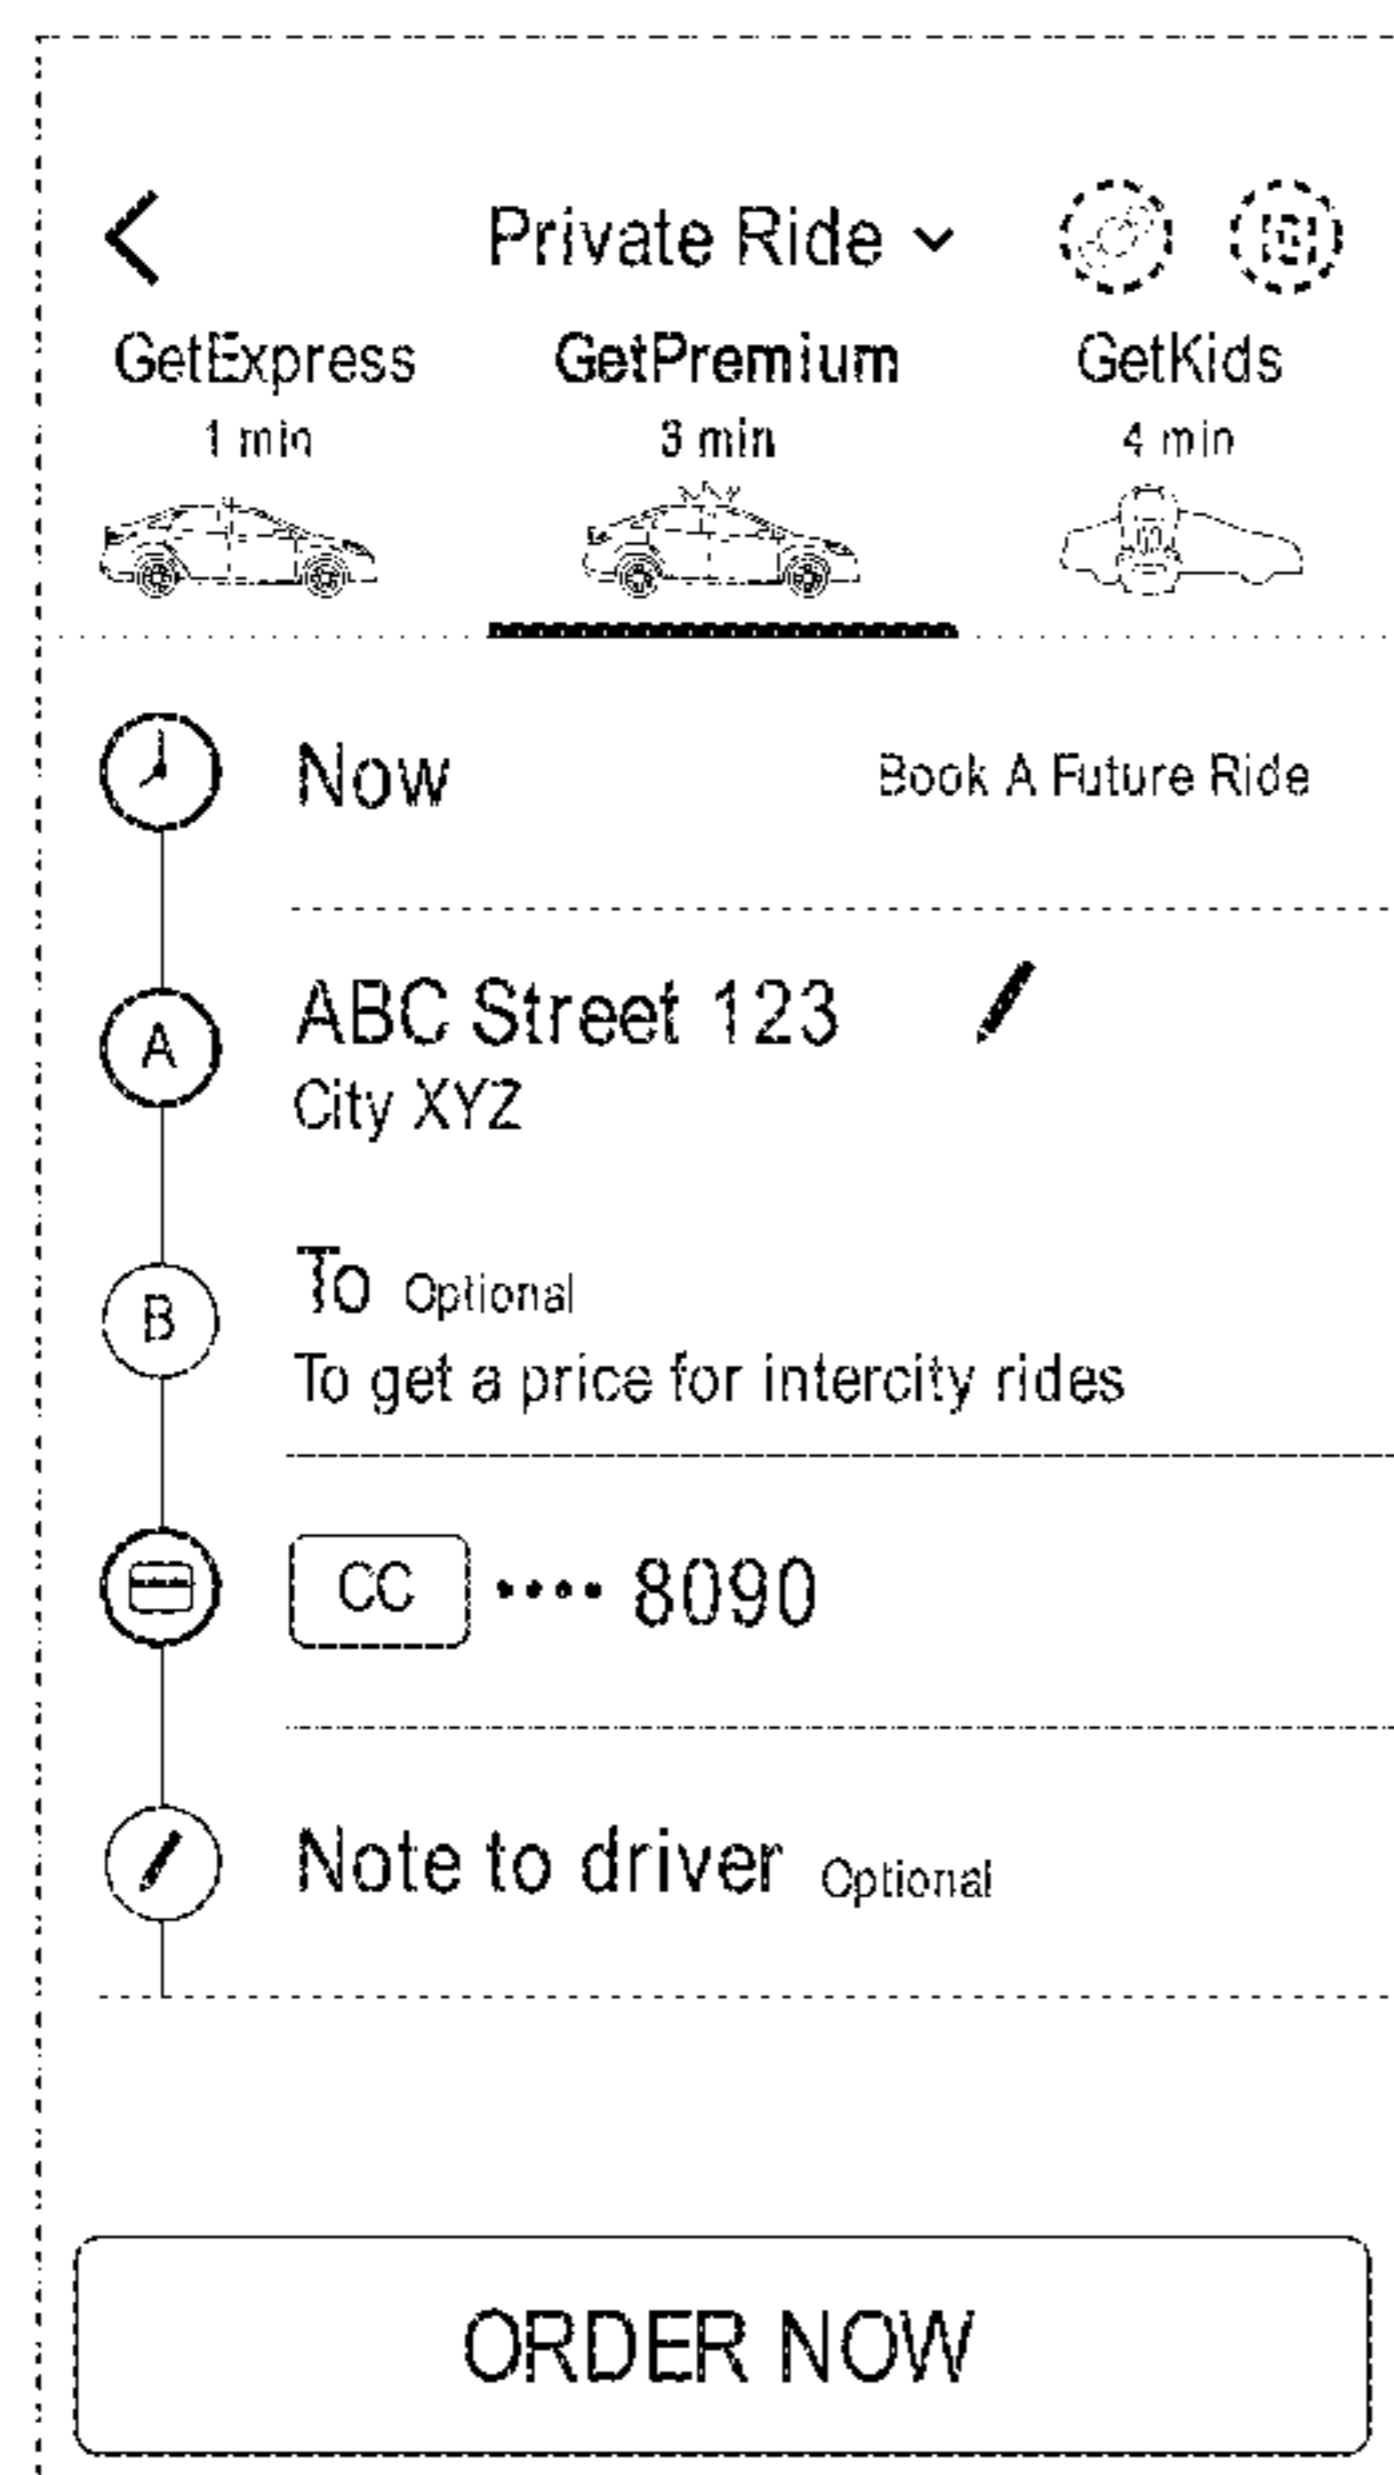 Private Ride
GetExpress GetPremium GetKids
1 min 3 min 4 min
Now Book A Future Ride
A ABC Street 123
City XYZ
B To Optional
To get a price for intercity rides
CC •••• 8090
Note to driver Optional
ORDER NOW